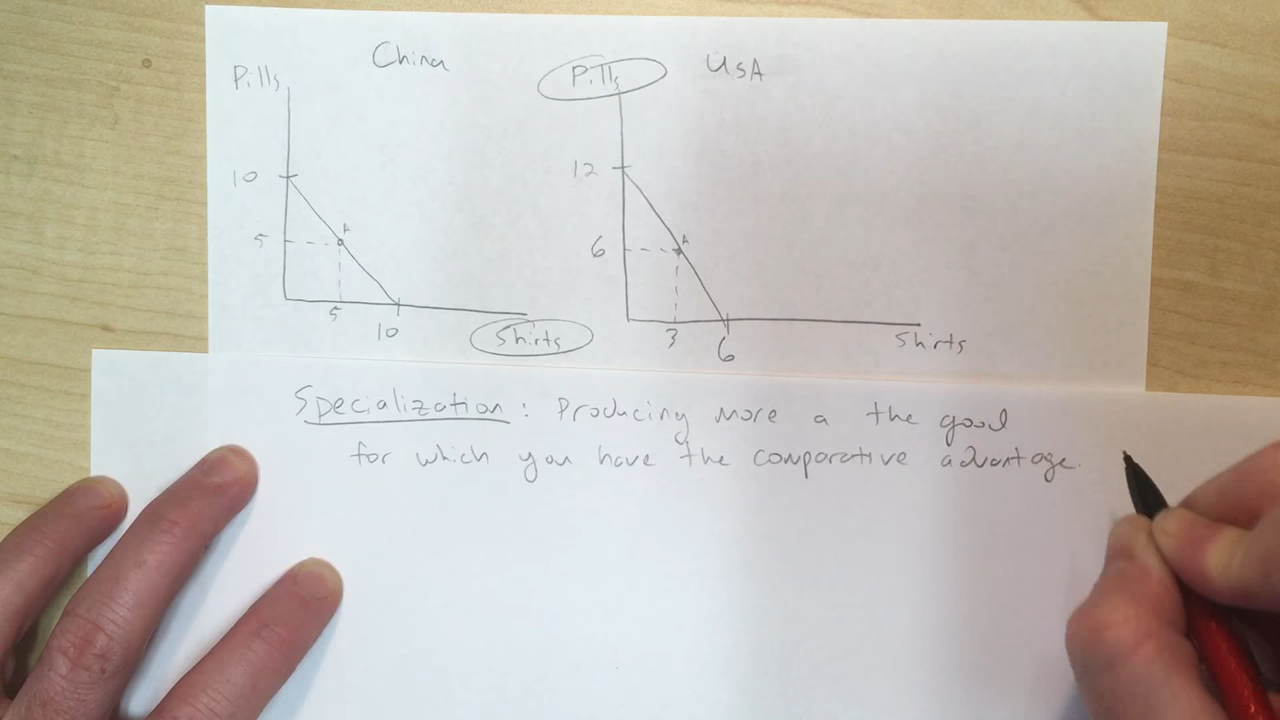 China
USA
Pills
Pills
10
12
A
A
5
6
5
3
10
6
Shirts
Shirts
Specialization: Producing more a the good
for which you have the comparative advantage.